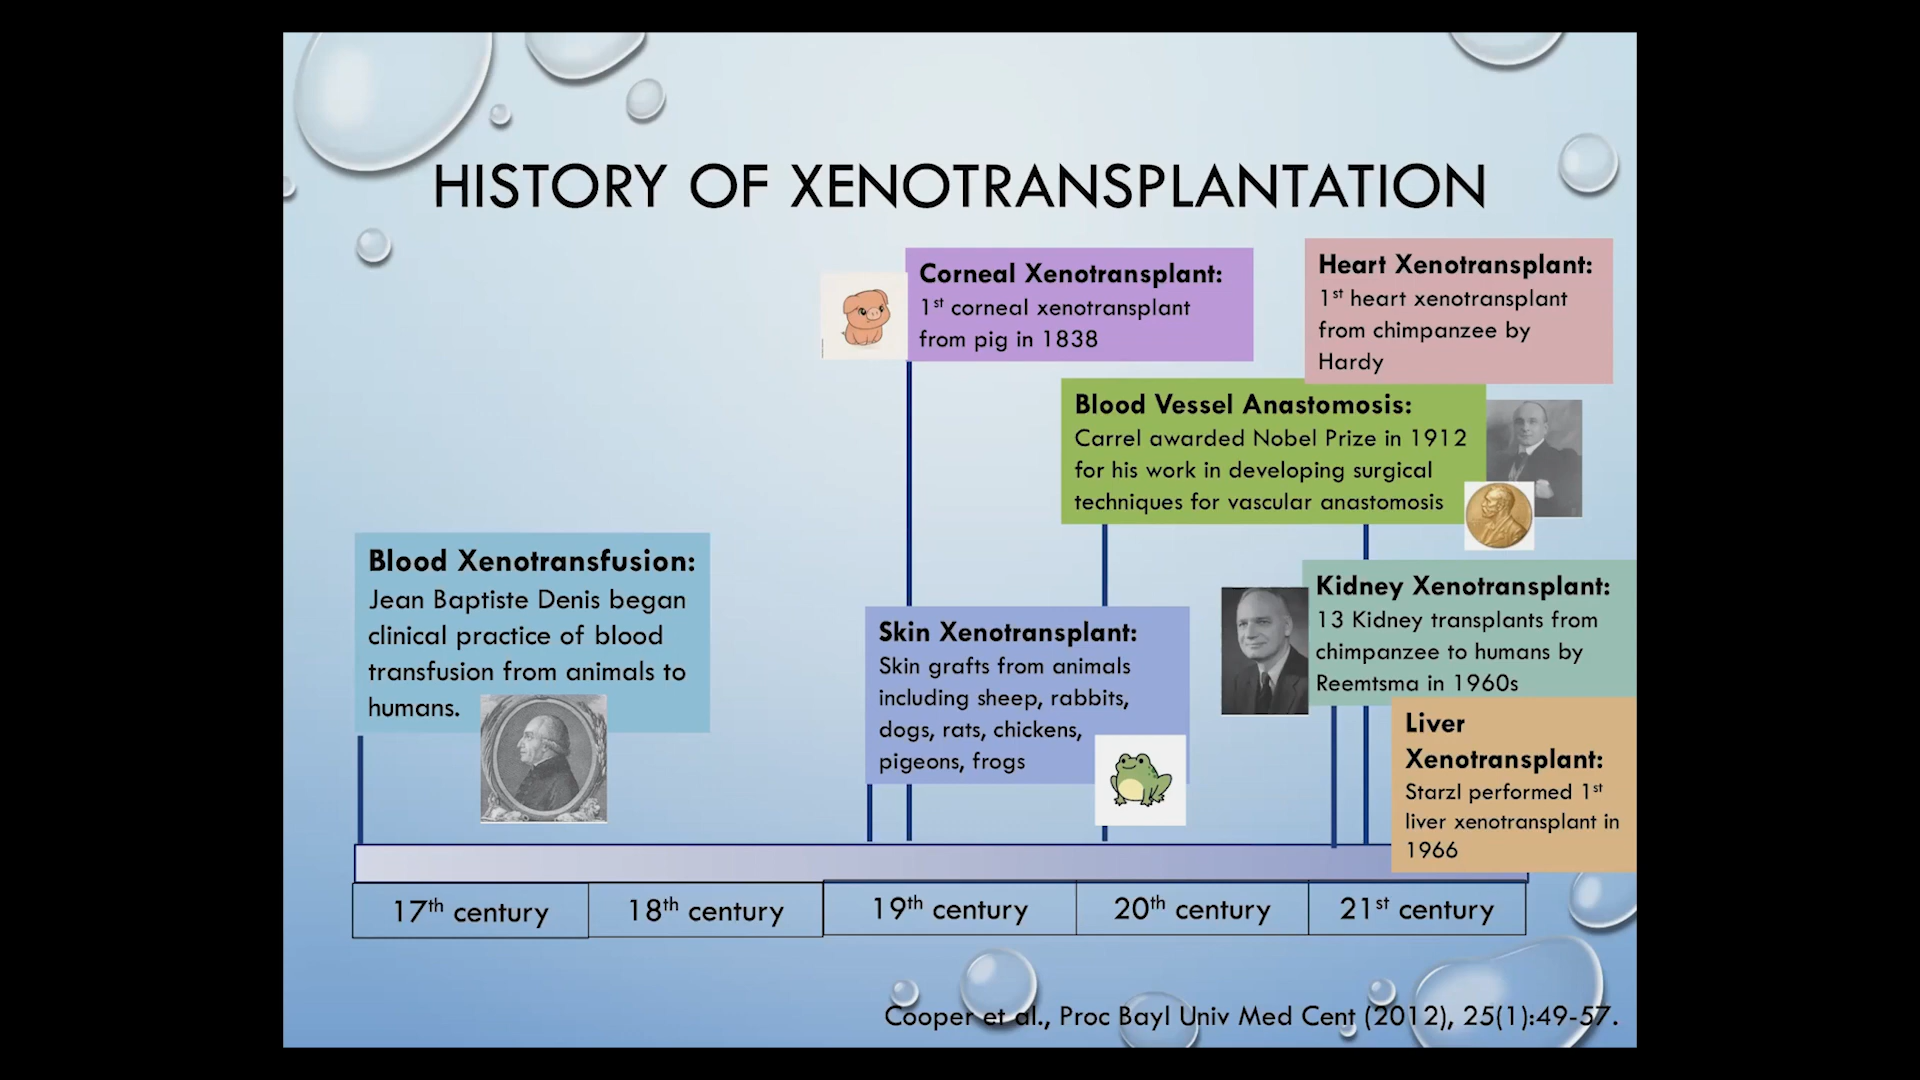 HISTORY OF XENOTRANSPLANTATION
Corneal Xenotransplant:
1st corneal xenotransplant
from pig in 1838
Heart Xenotransplant:
1st heart xenotransplant
from chimpanzee by
Hardy
Blood Vessel Anastomosis:
Carrel awarded Nobel Prize in 1912
for his work in developing surgical
techniques for vascular anastomosis
Blood Xenotransfusion:
Jean Baptiste Denis began
clinical practice of blood
transfusion from animals to
humans.
Skin Xenotransplant:
Skin grafts from animals
including sheep, rabbits,
dogs, rats, chickens,
pigeons, frogs
Kidney Xenotransplant:
13 Kidney transplants from
chimpanzee to humans by
Reemtsma in 1960s
Liver
Xenotransplant:
Starzl performed 1st
liver xenotransplant in
1966
17th century
18th century
19th century
20th century
21st century
Cooper et al., Proc Bayl Univ Med Cent (2012), 25(1):49-57.